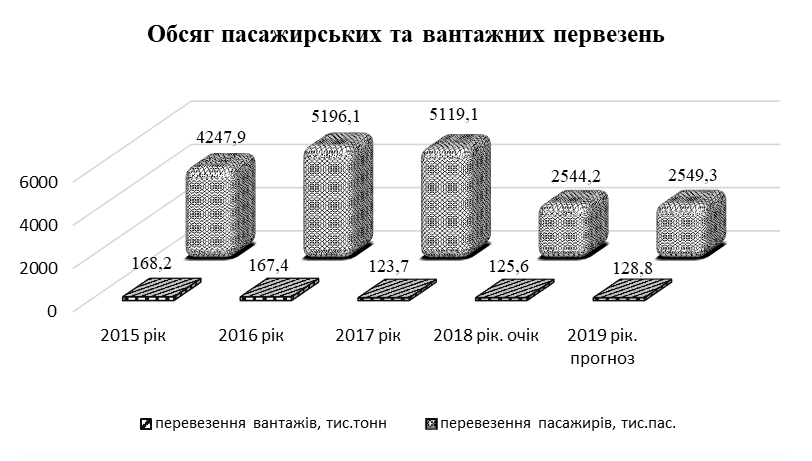 Обсяг пасажирських та вантажних первезень
5196,1
5119,1
4247,9
2544,2
2549,3
6000
4000
2000
0
168,2
167,4
123,7
125,6
128,8
2015 рік
2016 рік
2017 рік
2018 рік. очік
2019 рік.
прогноз
перевезення вантажів, тис.тонн
перевезення пасажирів, тис.пас.